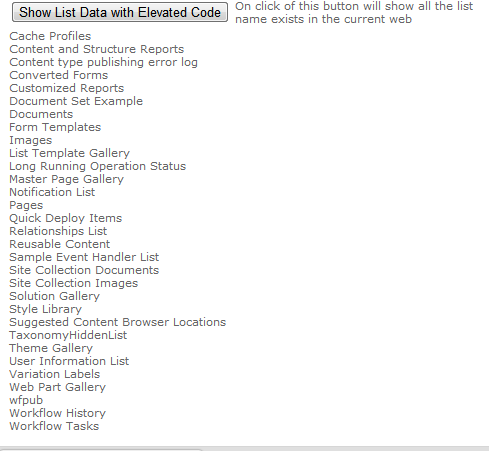 Show List Data with Elevated Code
On click of this button will show all the list
name exists in the current web
Cache Profiles
Content and Structure Reports
Content type publishing error log
Converted Forms
Customized Reports
Document Set Example
Documents
Form Templates
Images
List Template Gallery
Long Running Operation Status
Master Page Gallery
Notification List
Pages
Quick Deploy Items
Relationships List
Reusable Content
Sample Event Handler List
Site Collection Documents
Site Collection Images
Solution Gallery
Style Library
Suggested Content Browser Locations
TaxonomyHiddenList
Theme Gallery
User Information List
Variation Labels
Web Part Gallery
wfpub
Workflow History
Workflow Tasks